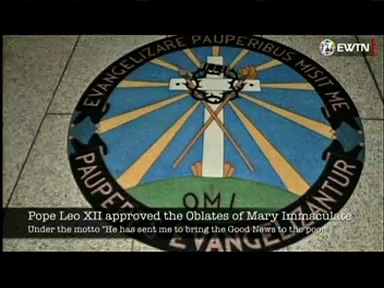 EWTN
EVANGELIZARE PAUPERIBUS MISIT ME
OMI
PAUPERES EVANGELIZANTUR
Pope Leo XII approved the Oblates of Mary Immaculate
Under the motto "He has sent me to bring the Good News to the poor